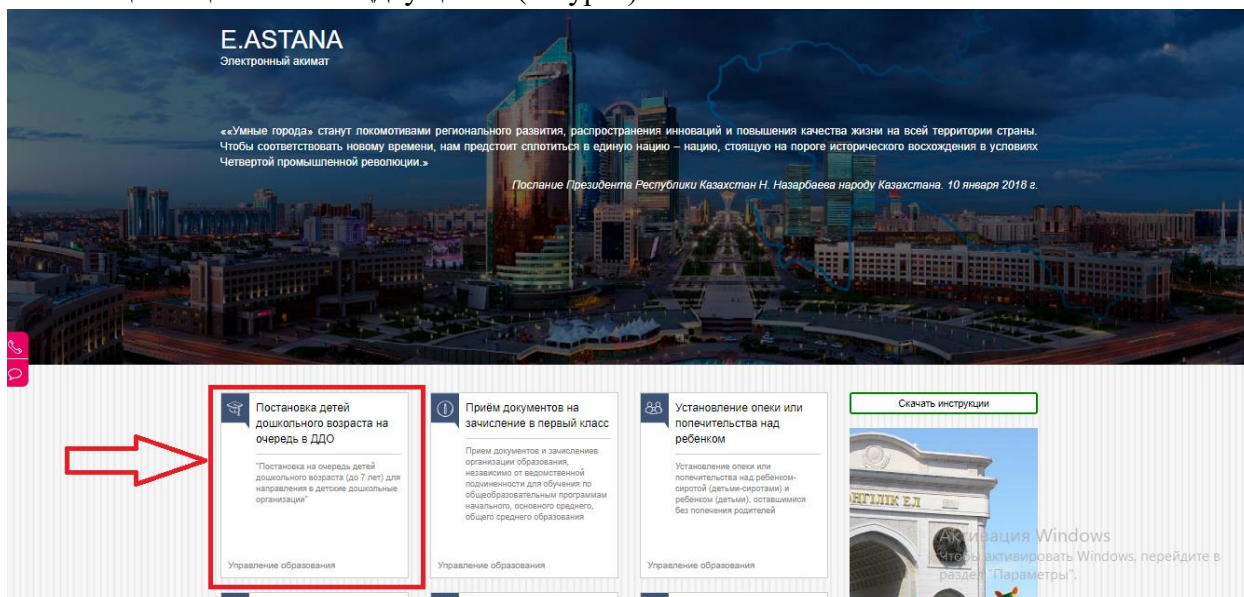 E.ASTANA
Электронный акимат
««Умные города» станут локомотивами регионального развития, распространения инноваций и повышения качества жизни на всей территории страны.
Чтобы соответствовать новому времени, нам предстоит сплотиться в единую нацию – нацию, стоящую на пороге исторического восхождения в условиях
Четвертой промышленной революции.»
Послание Президента Республики Казахстан Н. Назарбаева народу Казахстана. 10 января 2018 г.
Постановка детей
дошкольного возраста на
очередь в ДДО
"Постановка на очередь детей
дошкольного возраста (до 7 лет) для
направления в детские дошкольные
организации"
Управление образования
Приём документов на
зачисление в первый класс
Прием документов и зачислениев
организации образования,
независимо от ведомственной
подчиненности для обучения по
общеобразовательным программам
начального, основного среднего,
общего среднего образования
Управление образования
Установление опеки или
попечительства над
ребенком
Установление опеки или
попечительства над ребенком-
сиротой (детьми-сиротами) и
ребенком (детьми), оставшимися
без попечения родителей
Управление образования
Скачать инструкции
ЕЛ
Активация Windows
Чтобы активировать Windows, перейдите в
раздел "Параметры".